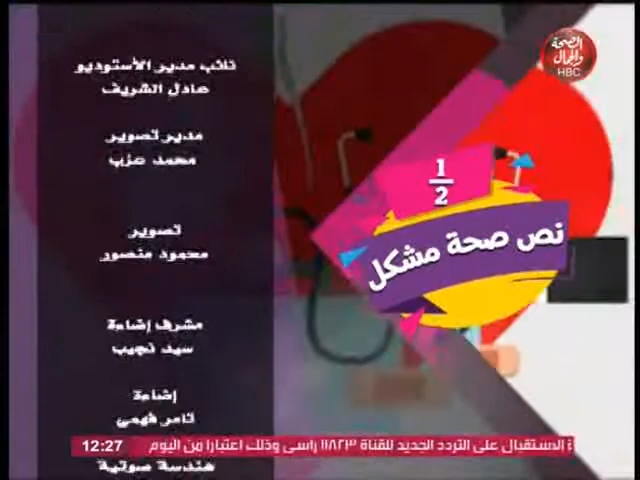 الصحة
والجمال
HBC
نائب مدير الأستوديو
عادل الشريف
مدير تصوير
محمد عزب
تصوير
محمود منصور
مشرف إضاءة
سيد نجيب
إضاءة
تامر فهمي
هندسة صوتية
1
2
نص صحة مشكل
ة الاستقبال على التردد الجديد للقناة ١١٨٢٣ راسى وذلك اعتبارا من اليوم
12:27